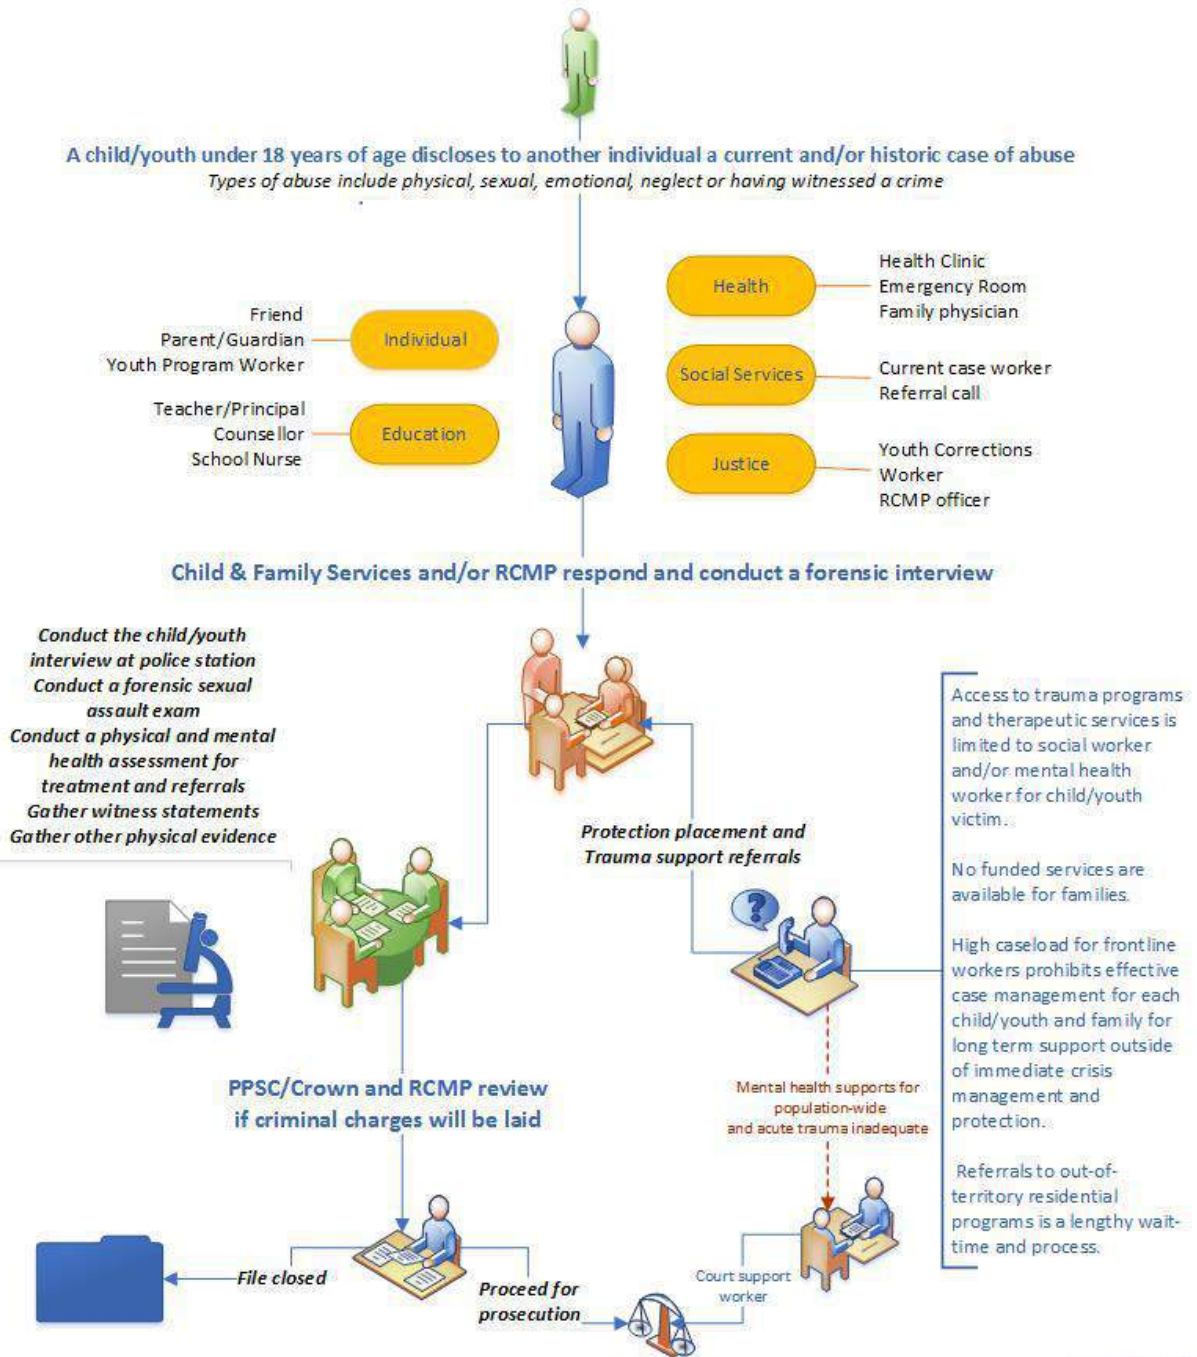 A child/youth under 18 years of age discloses to another individual a current and/or historic case of abuse
Types of abuse include physical, sexual, emotional, neglect or having witnessed a crime
Friend
Parent/Guardian
Youth Program Worker
Individual
Teacher/Principal
Counsellor
School Nurse
Education
Health
Health Clinic
Emergency Room
Family physician
Social Services
Current case worker
Referral call
Justice
Youth Corrections
Worker
RCMP officer
Child & Family Services and/or RCMP respond and conduct a forensic interview
Conduct the child/youth
interview at police station
Conduct a forensic sexual
assault exam
Conduct a physical and mental
health assessment for
treatment and referrals
Gather witness statements
Gather other physical evidence
Protection placement and
Trauma support referrals
?
Access to trauma programs
and therapeutic services is
limited to social worker
and/or mental health
worker for child/youth
victim.
No funded services are
available for families.
High caseload for frontline
workers prohibits effective
case management for each
child/youth and family for
long term support outside
of immediate crisis
management and
protection.
Referrals to out-of-
territory residential
programs is a lengthy wait-
time and process.
PPSC/Crown and RCMP review
if criminal charges will be laid
Mental health supports for
population-wide
and acute trauma inadequate
File closed
Proceed for
prosecution
Court support
worker